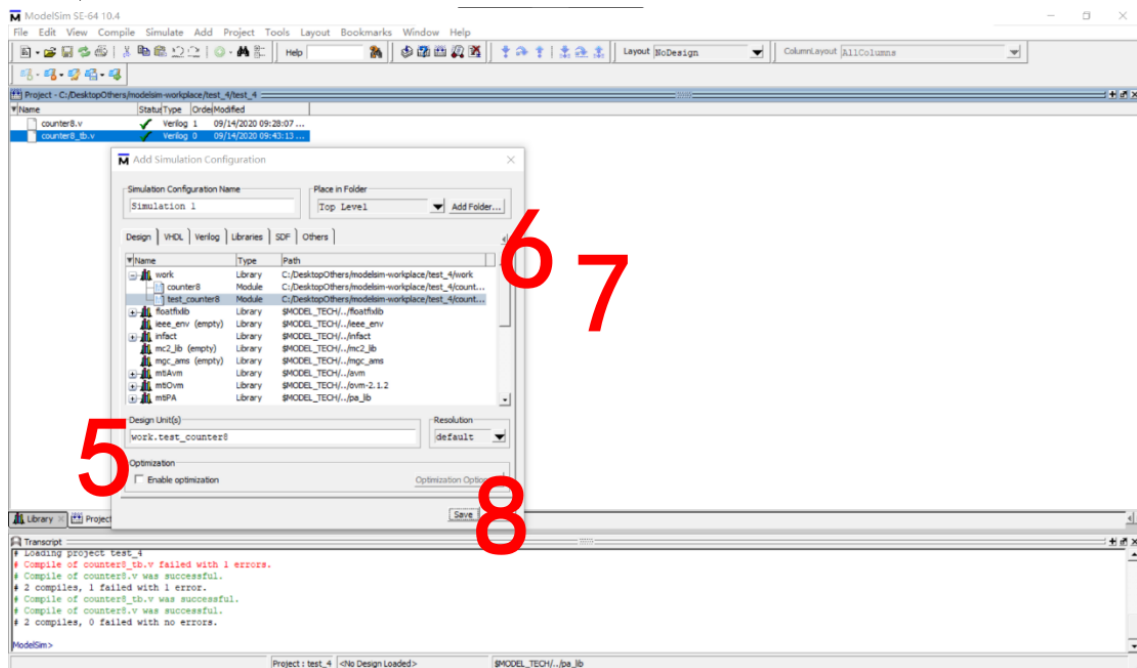 ModelSim SE-64 10.4
File Edit View Compile Simulate Add Project Tools Layout Bookmarks Window Help
Help
Layout NoDesign
ColumnLayout AllColumns
Project - C:/DesktopOthers/modelsim-workplace/test_4/test_4
Name Status Type Order Modified
counter8.v Verilog 1 09/14/2020 09:28:07 ...
counter8_tb.v Verilog 0 09/14/2020 09:43:13 ...
M Add Simulation Configuration
Simulation Configuration Name
Place in Folder
Simulation 1
Top Level
Add Folder...
Design VHDL Verilog Libraries SDF Others
6
7
Name Type Path
work Library C:/DesktopOthers/modelsim-workplace/test_4/work
counter8 Module C:/DesktopOthers/modelsim-workplace/test_4/count...
test_counter8 Module C:/DesktopOthers/modelsim-workplace/test_4/count...
floatfixlib Library $MODEL_TECH/../floatfixlib
ieee_env (empty) Library $MODEL_TECH/../ieee_env
infact Library $MODEL_TECH/../infact
mc2_lib (empty) Library $MODEL_TECH/../mc2_lib
mgc_ams (empty) Library $MODEL_TECH/../mgc_ams
mtiAvm Library $MODEL_TECH/../avm
mtiOvm Library $MODEL_TECH/../ovm-2.1.2
mtiPA Library $MODEL_TECH/../pa_lib
5
Design Unit(s)
Resolution
work.test_counter8
default
Optimization
Enable optimization
Optimization Optio
8
Save
Library
Project
Transcript
# Loading project test_4
# Compile of counter8_tb.v failed with 1 errors.
# Compile of counter8.v was successful.
# 2 compiles, 1 failed with 1 error.
# Compile of counter8_tb.v was successful.
# Compile of counter8.v was successful.
# 2 compiles, 0 failed with no errors.
ModelSim>
Project : test_4 <No Design Loaded> $MODEL_TECH/../pa_lib